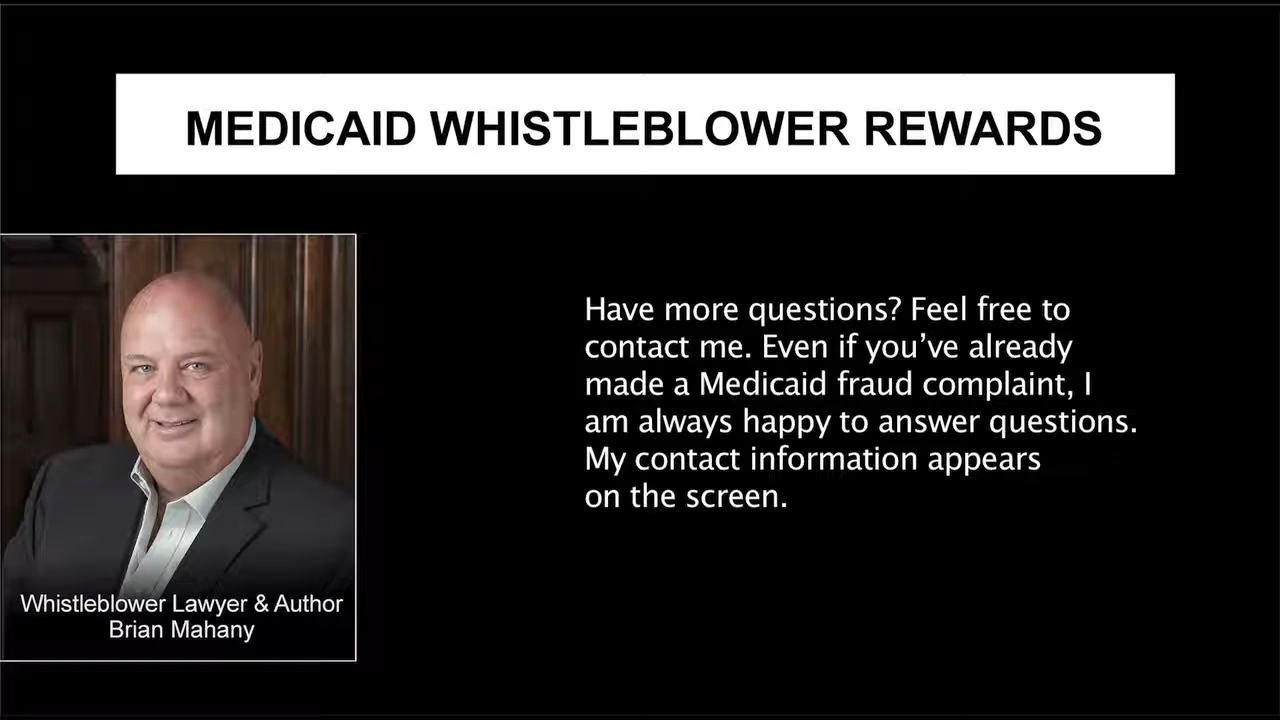 MEDICAID WHISTLEBLOWER REWARDS
Have more questions? Feel free to
contact me. Even if you’ve already
made a Medicaid fraud complaint, I
am always happy to answer questions.
My contact information appears
on the screen.
Whistleblower Lawyer & Author
Brian Mahany